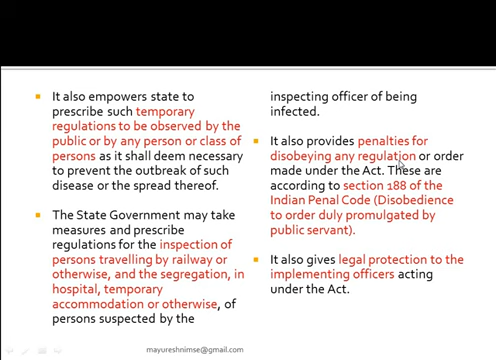 It also empowers state to
prescribe such temporary
regulations to be observed by the
public or by any person or class of
persons as it shall deem necessary
to prevent the outbreak of such
disease or the spread thereof.
The State Government may take
measures and prescribe
regulations for the inspection of
persons travelling by railway or
otherwise, and the segregation, in
hospital, temporary
accommodation or otherwise, of
persons suspected by the
inspecting officer of being
infected.
It also provides penalties for
disobeying any regulation or order
made under the Act. These are
according to section 188 of the
Indian Penal Code (Disobedience
to order duly promulgated by
public servant).
It also gives legal protection to the
implementing officers acting
under the Act.
mayureshnimse@gmail.com